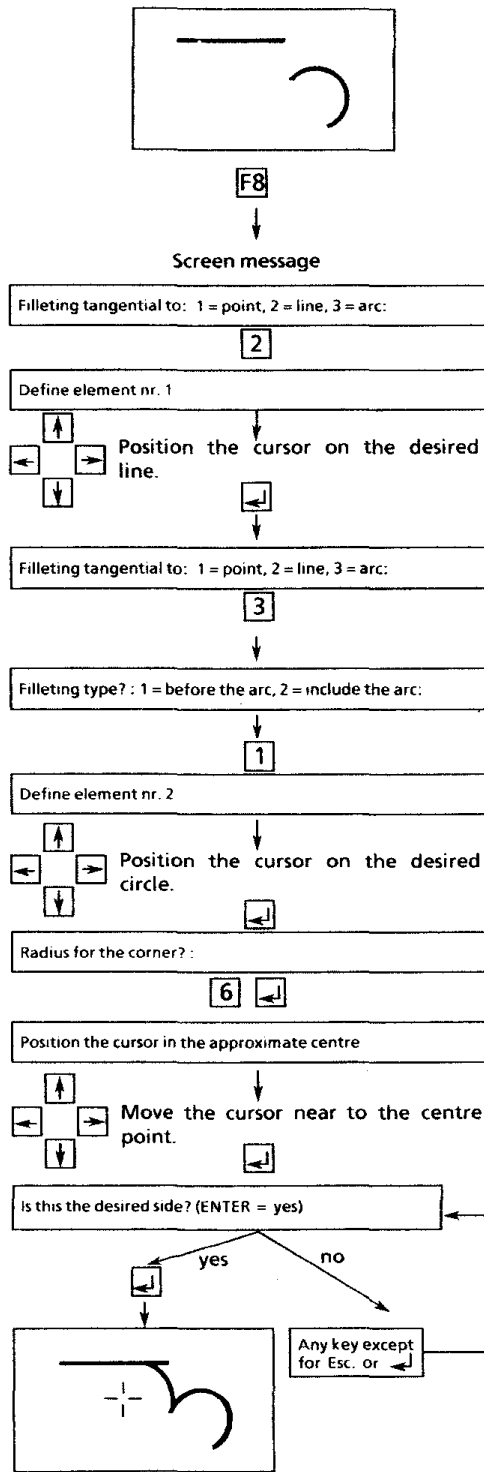 F8
Screen message
Filleting tangential to: 1 = point, 2 = line, 3 = arc:
2
Define element nr. 1
Position the cursor on the desired
line.
Filleting tangential to: 1 = point, 2 = line, 3 = arc:
3
Filleting type? : 1 = before the arc, 2 = include the arc:
1
Define element nr. 2
Position the cursor on the desired
circle.
Radius for the corner? :
6
Position the cursor in the approximate centre
Move the cursor near to the centre
point.
Is this the desired side? (ENTER = yes)
yes
no
Any key except
for Esc. or